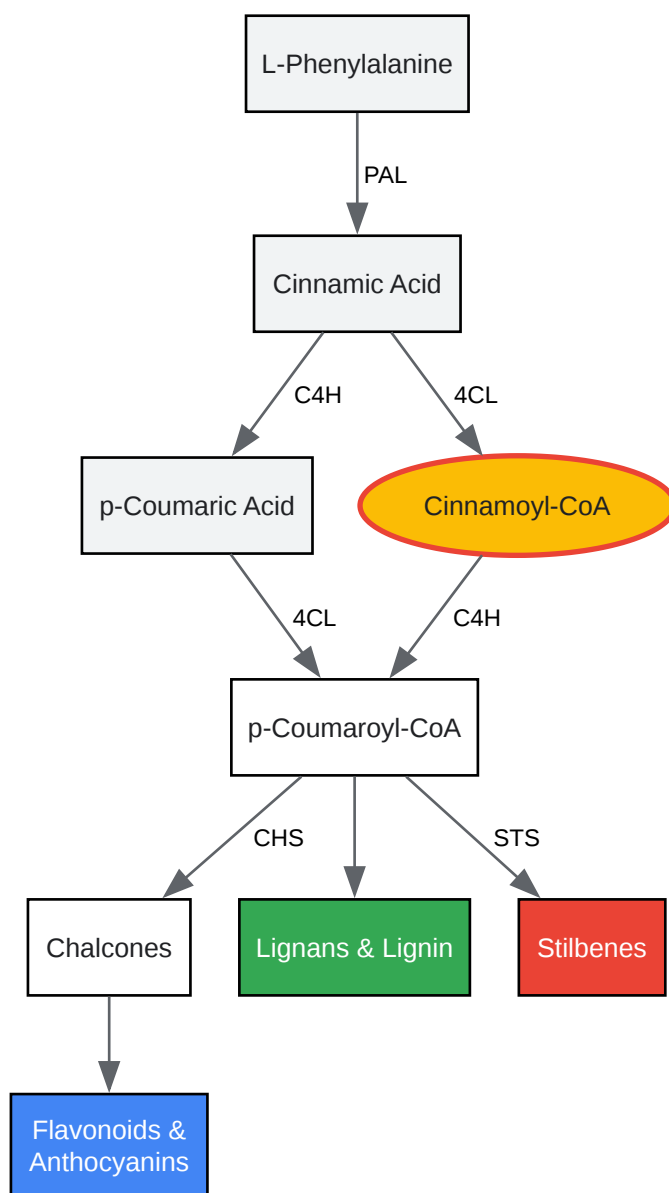 L-Phenylalanine
PAL
Cinnamic Acid
C4H
4CL
p-Coumaric Acid
Cinnamoyl-CoA
4CL
C4H
p-Coumaroyl-CoA
CHS
STS
Chalcones
Lignans & Lignin
Stilbenes
Flavonoids &
Anthocyanins